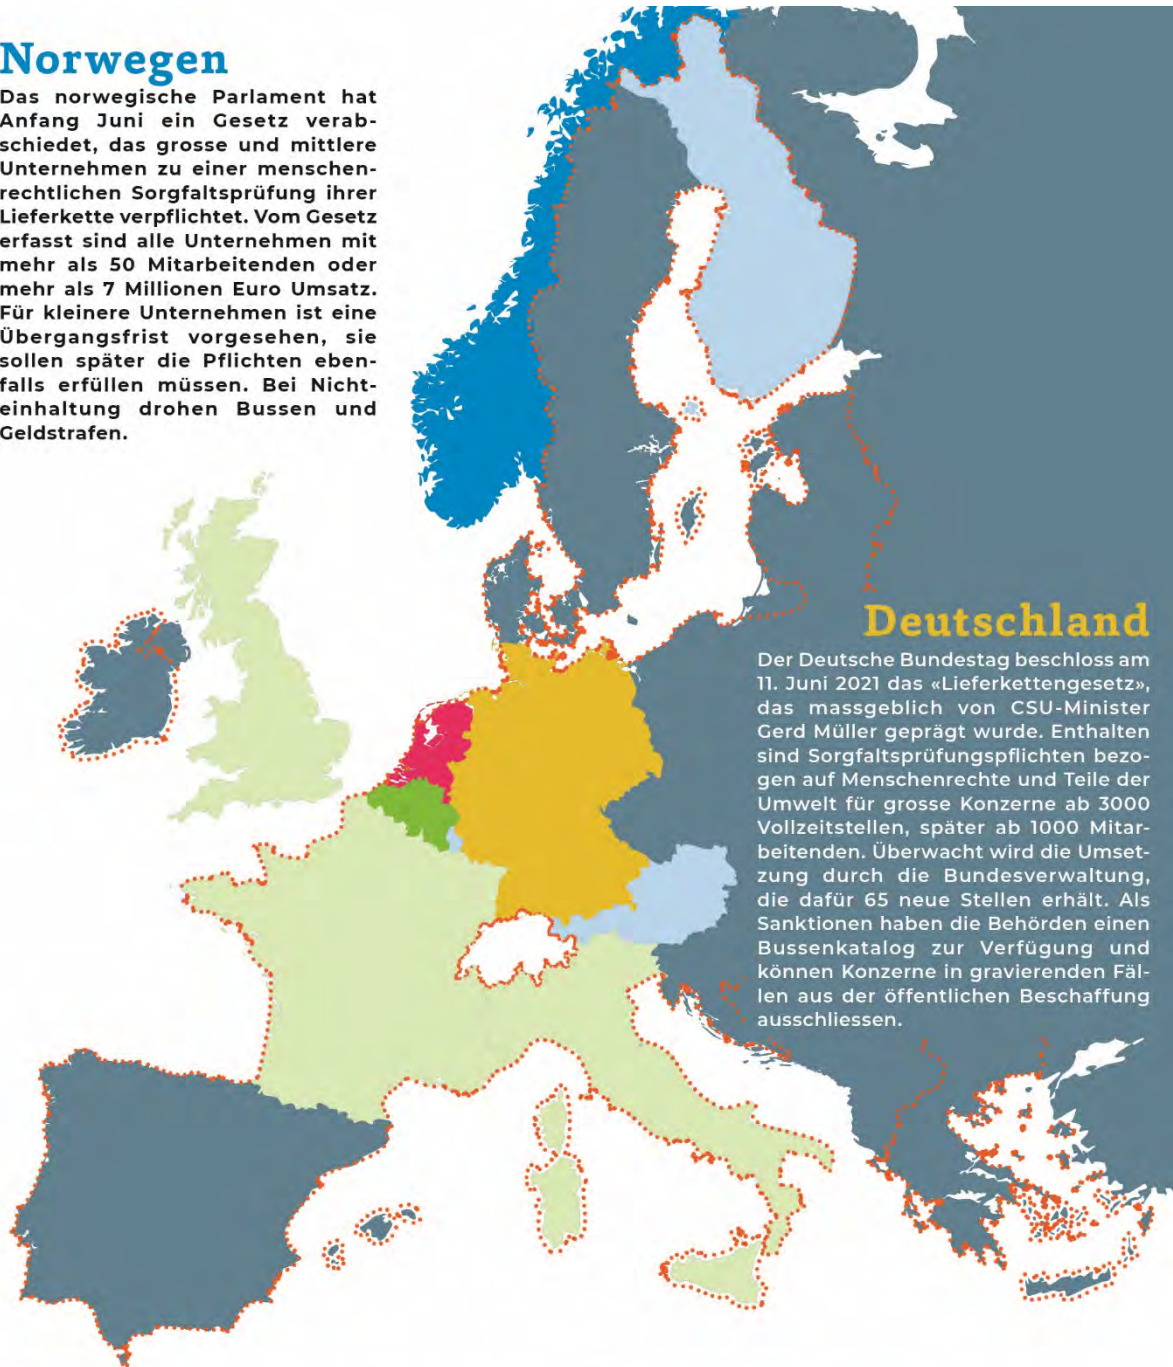 Norwegen
Das norwegische Parlament hat
Anfang Juni ein Gesetz verab-
schiedet, das grosse und mittlere
Unternehmen zu einer menschen-
rechtlichen Sorgfaltsprüfung ihrer
Lieferkette verpflichtet. Vom Gesetz
erfasst sind alle Unternehmen mit
mehr als 50 Mitarbeitenden oder
mehr als 7 Millionen Euro Umsatz.
Für kleinere Unternehmen ist eine
Übergangsfrist vorgesehen, sie
sollen später die Pflichten eben-
falls erfüllen müssen. Bei Nicht-
einhaltung drohen Bussen und
Geldstrafen.
Deutschland
Der Deutsche Bundestag beschloss am
11. Juni 2021 das «Lieferkettengesetz»,
das massgeblich von CSU-Minister
Gerd Müller geprägt wurde. Enthalten
sind Sorgfaltsprüfungspflichten bezo-
gen auf Menschenrechte und Teile der
Umwelt für grosse Konzerne ab 3000
Vollzeitstellen, später ab 1000 Mitar-
beitenden. Überwacht wird die Umset-
zung durch die Bundesverwaltung,
die dafür 65 neue Stellen erhält. Als
Sanktionen haben die Behörden einen
Bussenkatalog zur Verfügung und
können Konzerne in gravierenden Fäl-
len aus der öffentlichen Beschaffung
ausschliessen.